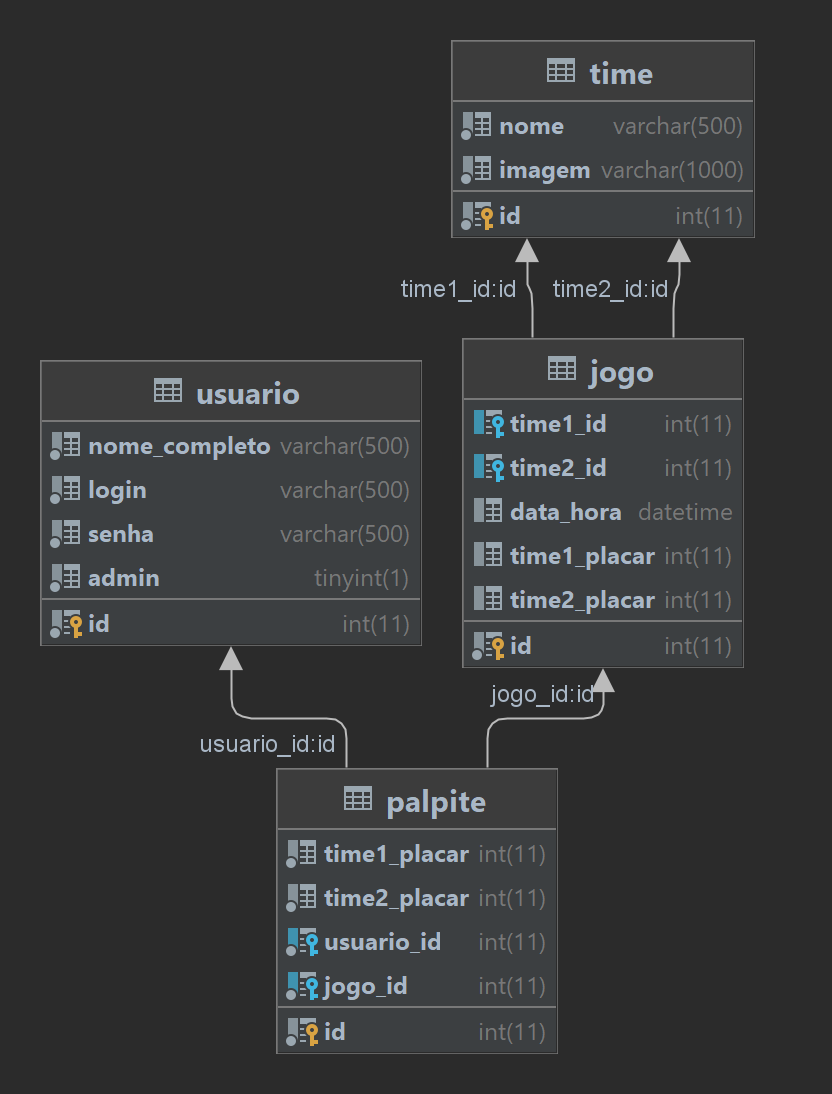 time
nome varchar(500)
imagem varchar(1000)
id int(11)
time1_id:id time2_id:id
jogo
time1_id int(11)
time2_id int(11)
data_hora datetime
time1_placar int(11)
time2_placar int(11)
id int(11)
usuario
nome_completo varchar(500)
login varchar(500)
senha varchar(500)
admin tinyint(1)
id int(11)
jogo_id:id
usuario_id:id
palpite
time1_placar int(11)
time2_placar int(11)
usuario_id int(11)
jogo_id int(11)
id int(11)